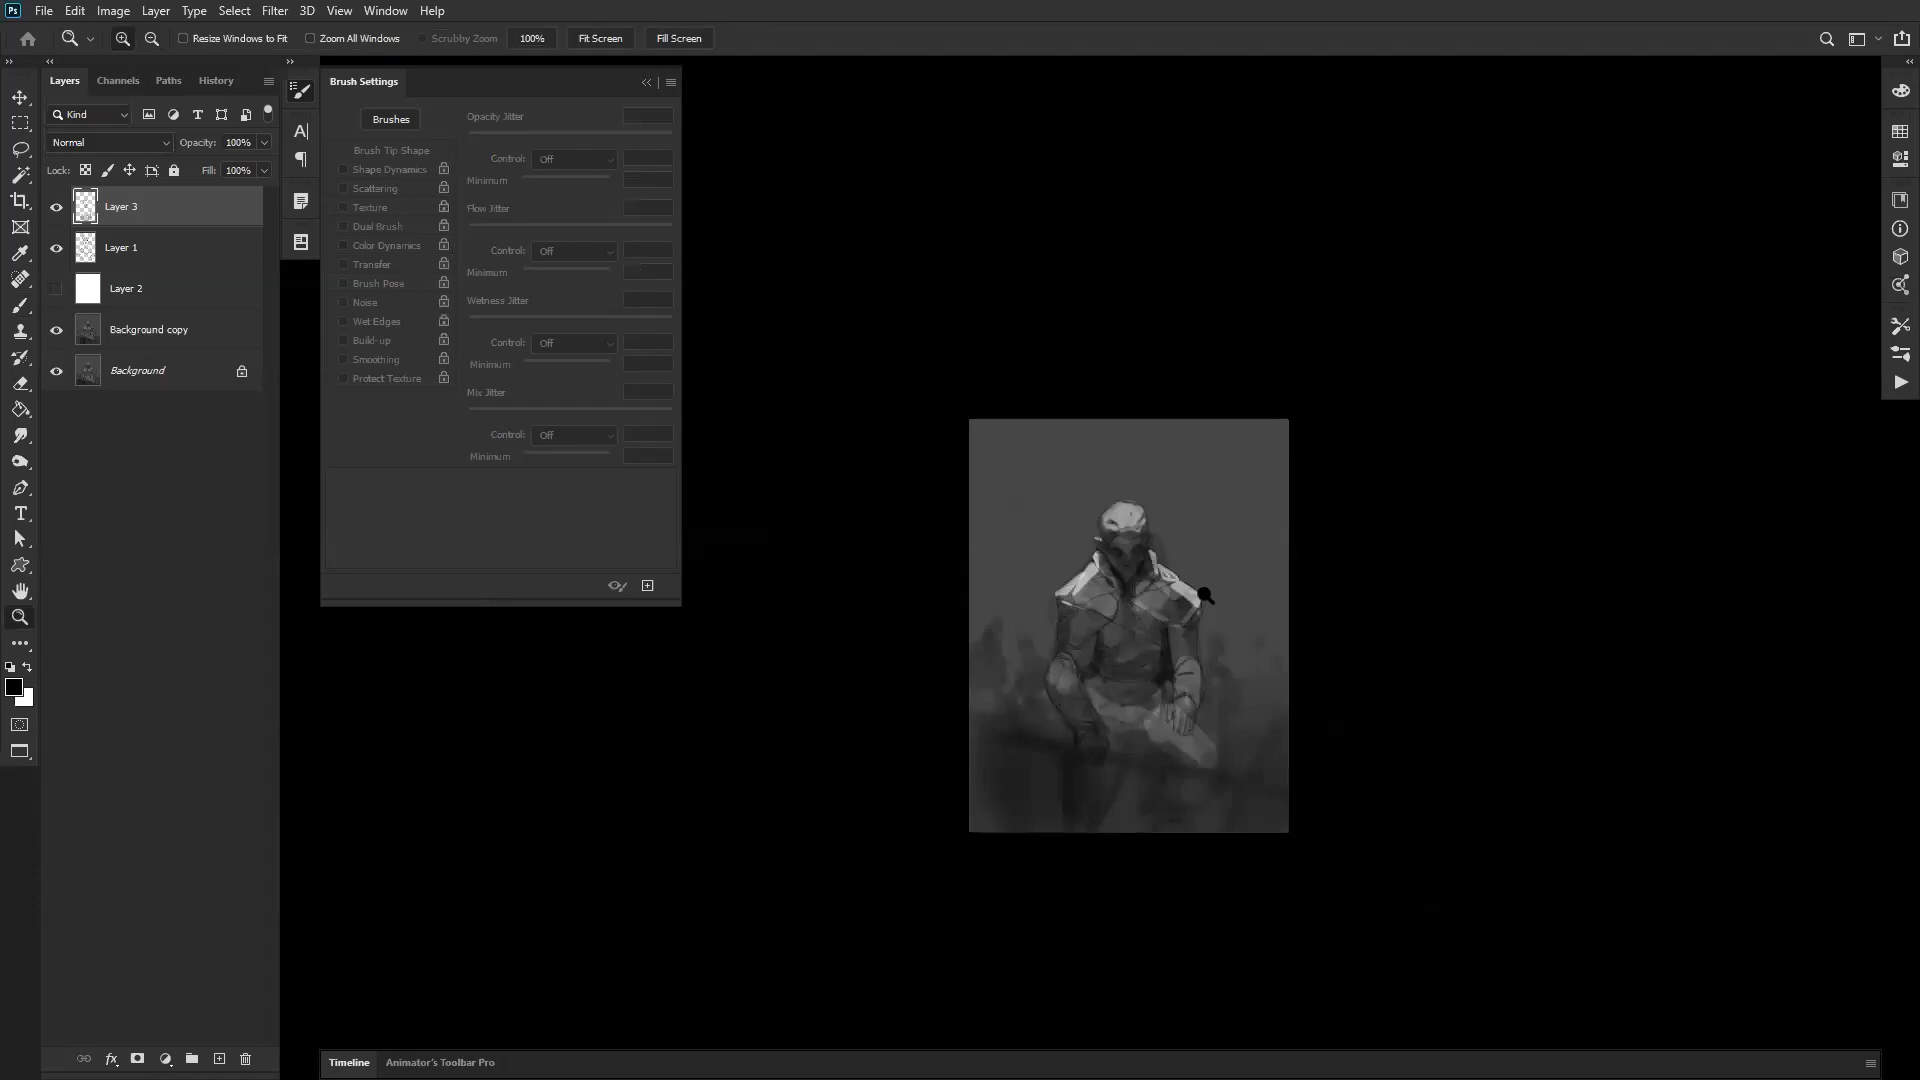 Ps File Edit Image Layer Type Select Filter 3D View Window Help
Resize Windows to Fit Zoom All Windows Scrubby Zoom 100% Fit Screen Fill Screen
Layers Channels Paths History
Kind
Normal Opacity: 100%
Lock: Fill: 100%
Layer 3
Layer 1
Layer 2
Background copy
Background
Brush Settings
Brushes
Brush Tip Shape
Shape Dynamics
Scattering
Texture
Dual Brush
Color Dynamics
Transfer
Brush Pose
Noise
Wet Edges
Build-up
Smoothing
Protect Texture
Opacity Jitter
Control: Off
Minimum
Flow Jitter
Control: Off
Minimum
Wetness Jitter
Control: Off
Minimum
Mix Jitter
Control: Off
Minimum
Timeline Animator's Toolbar Pro